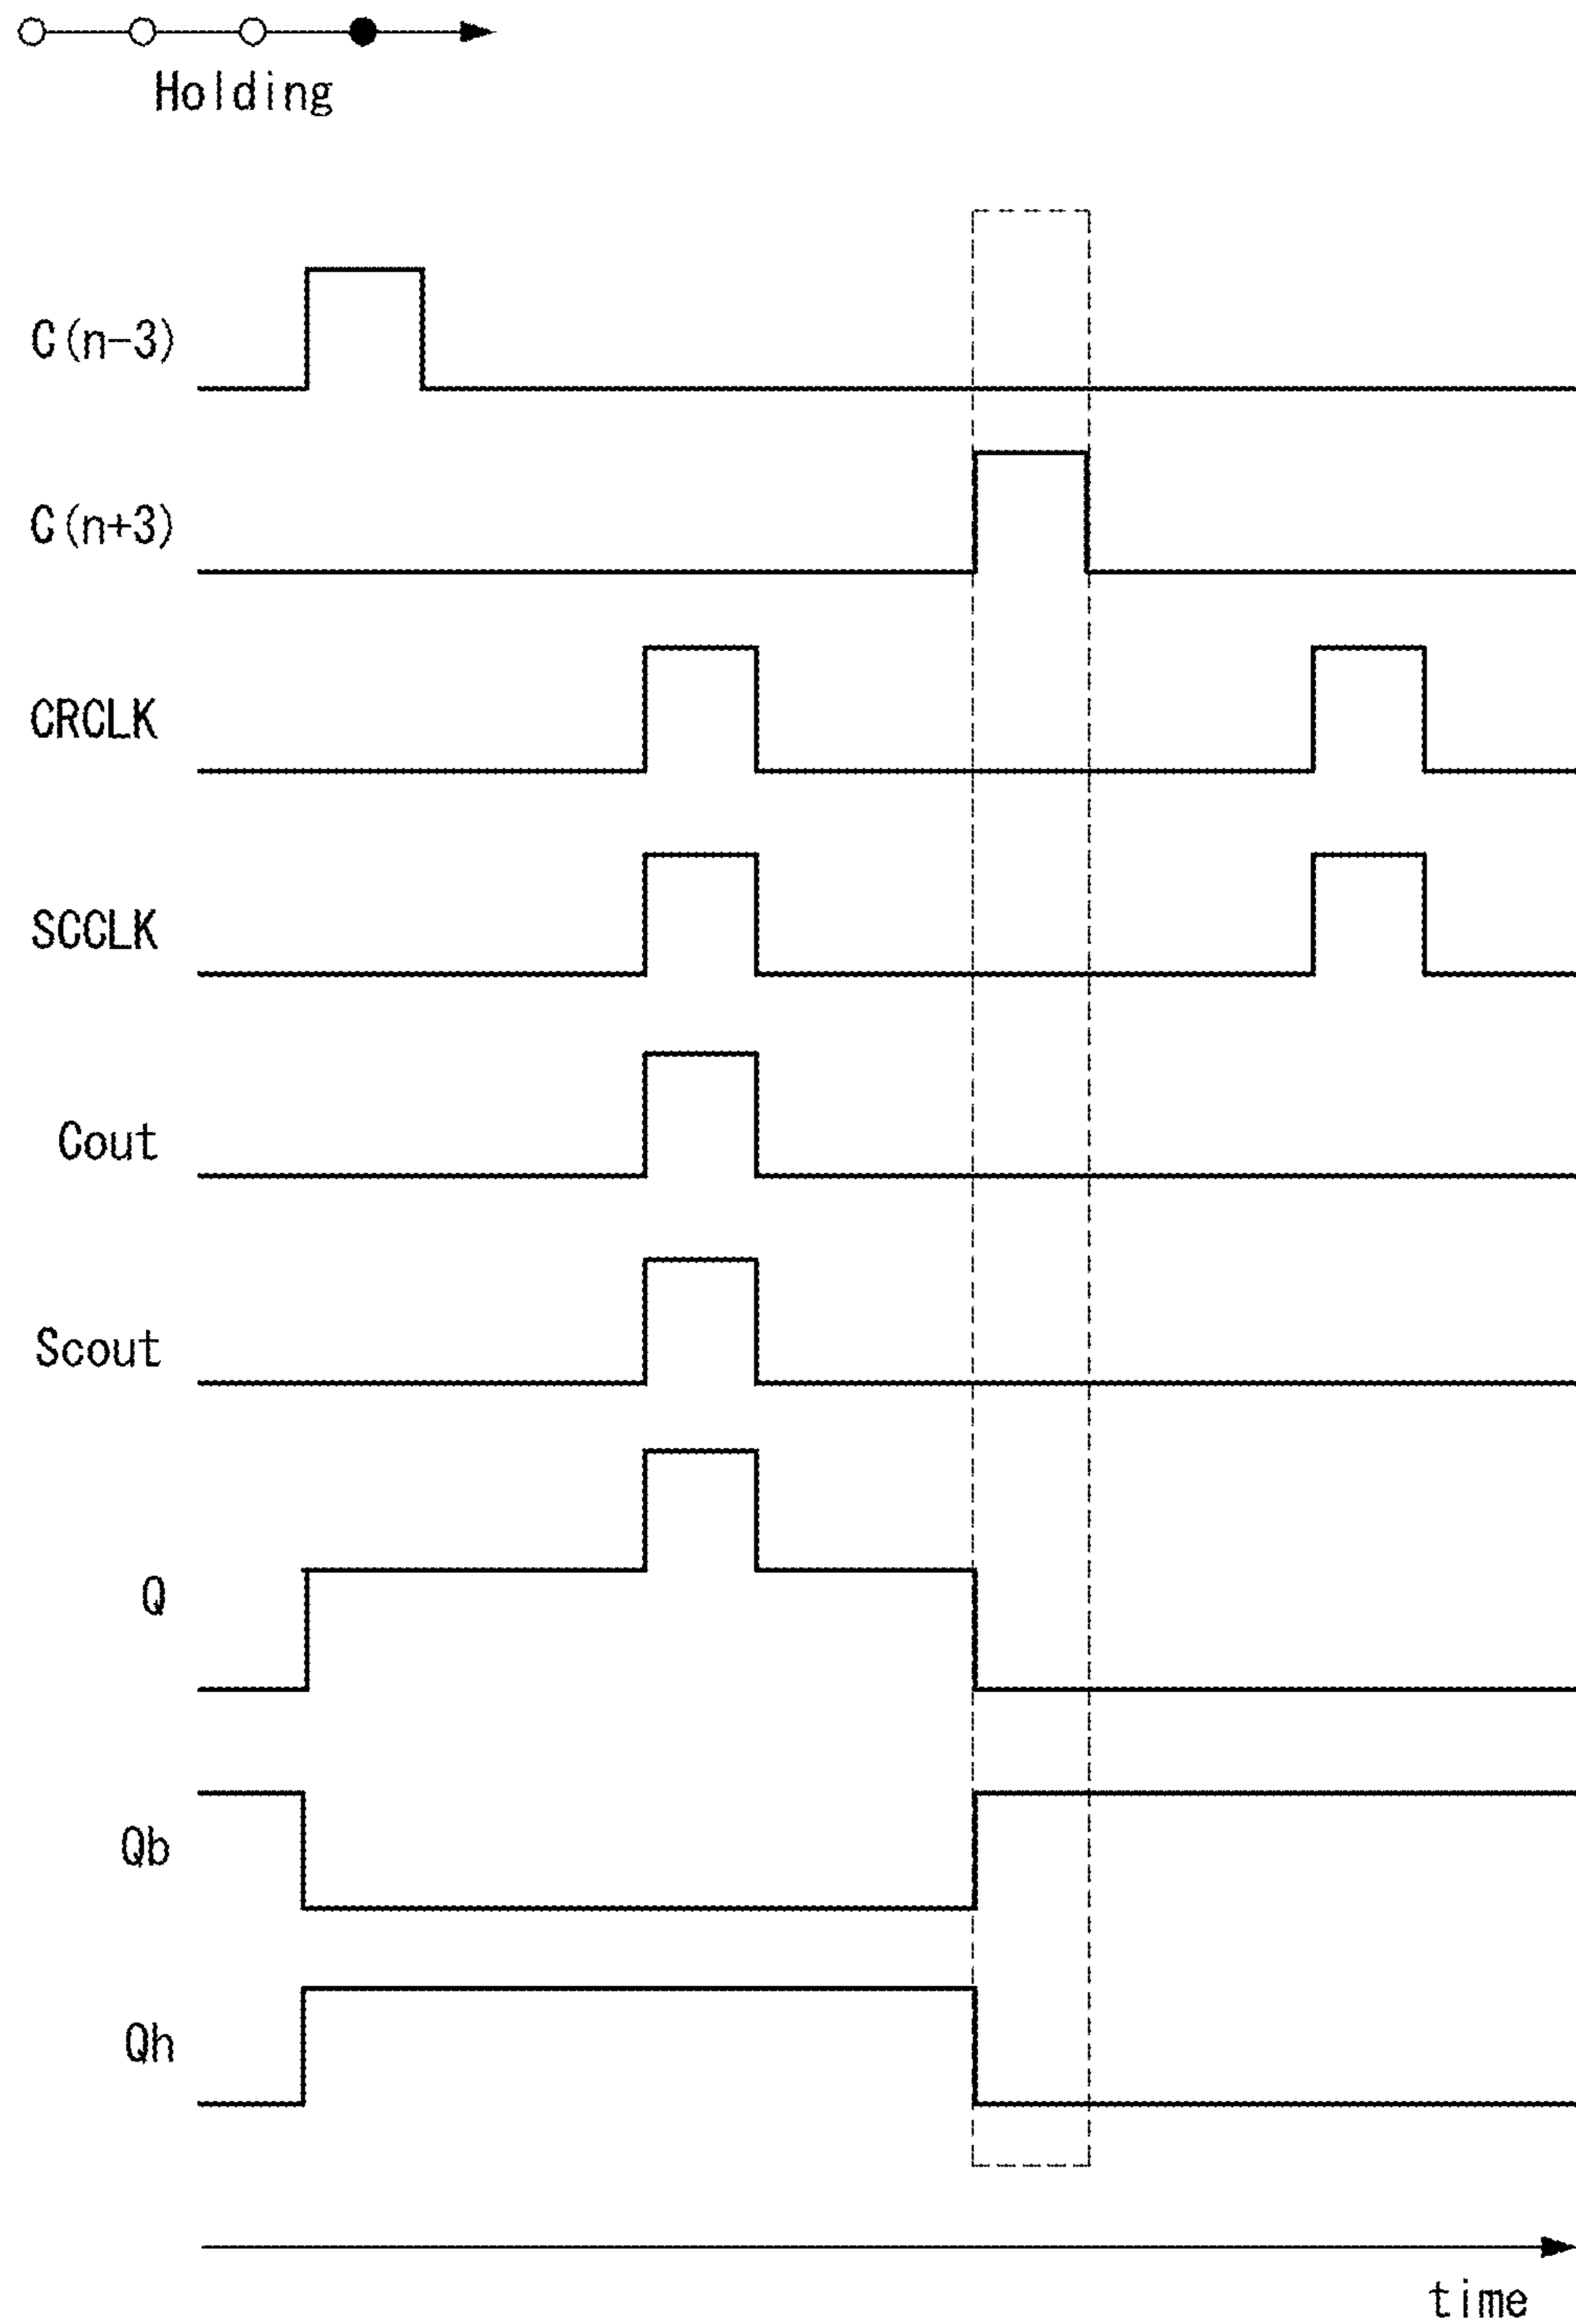 Holding
C(n-3)
C(n+3)
CRCLK
SCCLK
Cout
Scout
Q
Qb
Qh
time